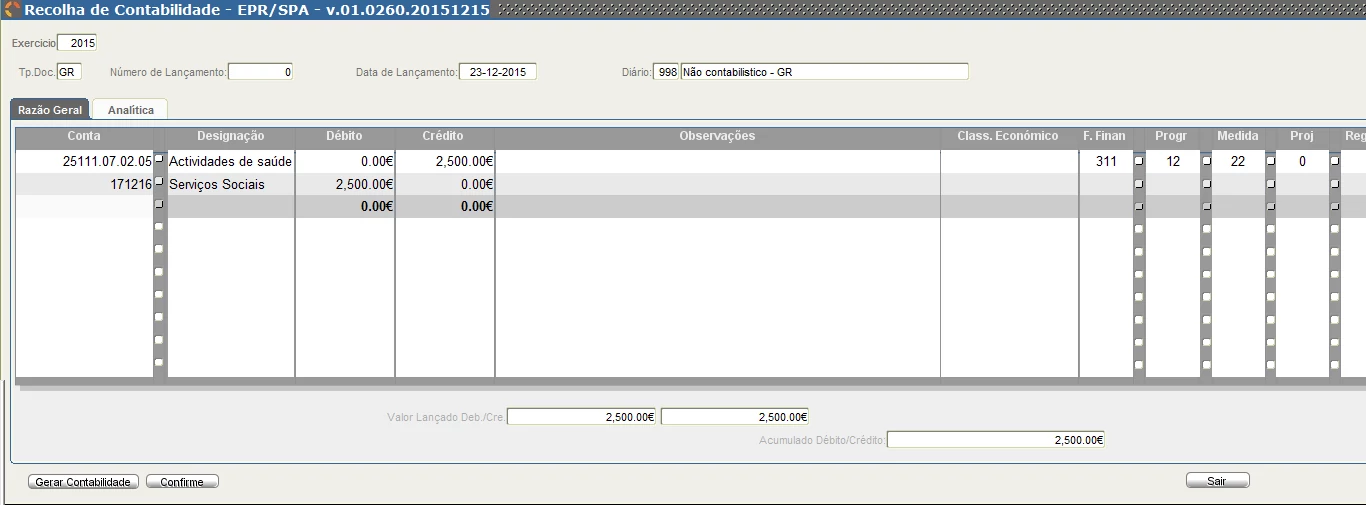 Recolha de Contabilidade - EPR/SPA - v.01.0260.20151215
Exercicio 2015
Tp.Doc. GR Número de Lançamento: 0 Data de Lançamento: 23-12-2015 Diário: 998 Não contabilistico - GR
Razão Geral Analítica
Conta Designação Débito Crédito Observações Class. Económico F. Finan Progr Medida Proj Reg
25111.07.02.05 Actividades de saúde 0.00€ 2,500.00€ 311 12 22 0
171216 Serviços Sociais 2,500.00€ 0.00€
0.00€ 0.00€
Valor Lançado Deb./Cre. 2,500.00€ 2,500.00€
Acumulado Débito/Crédito: 2,500.00€
Gerar Contabilidade Confirme Sair